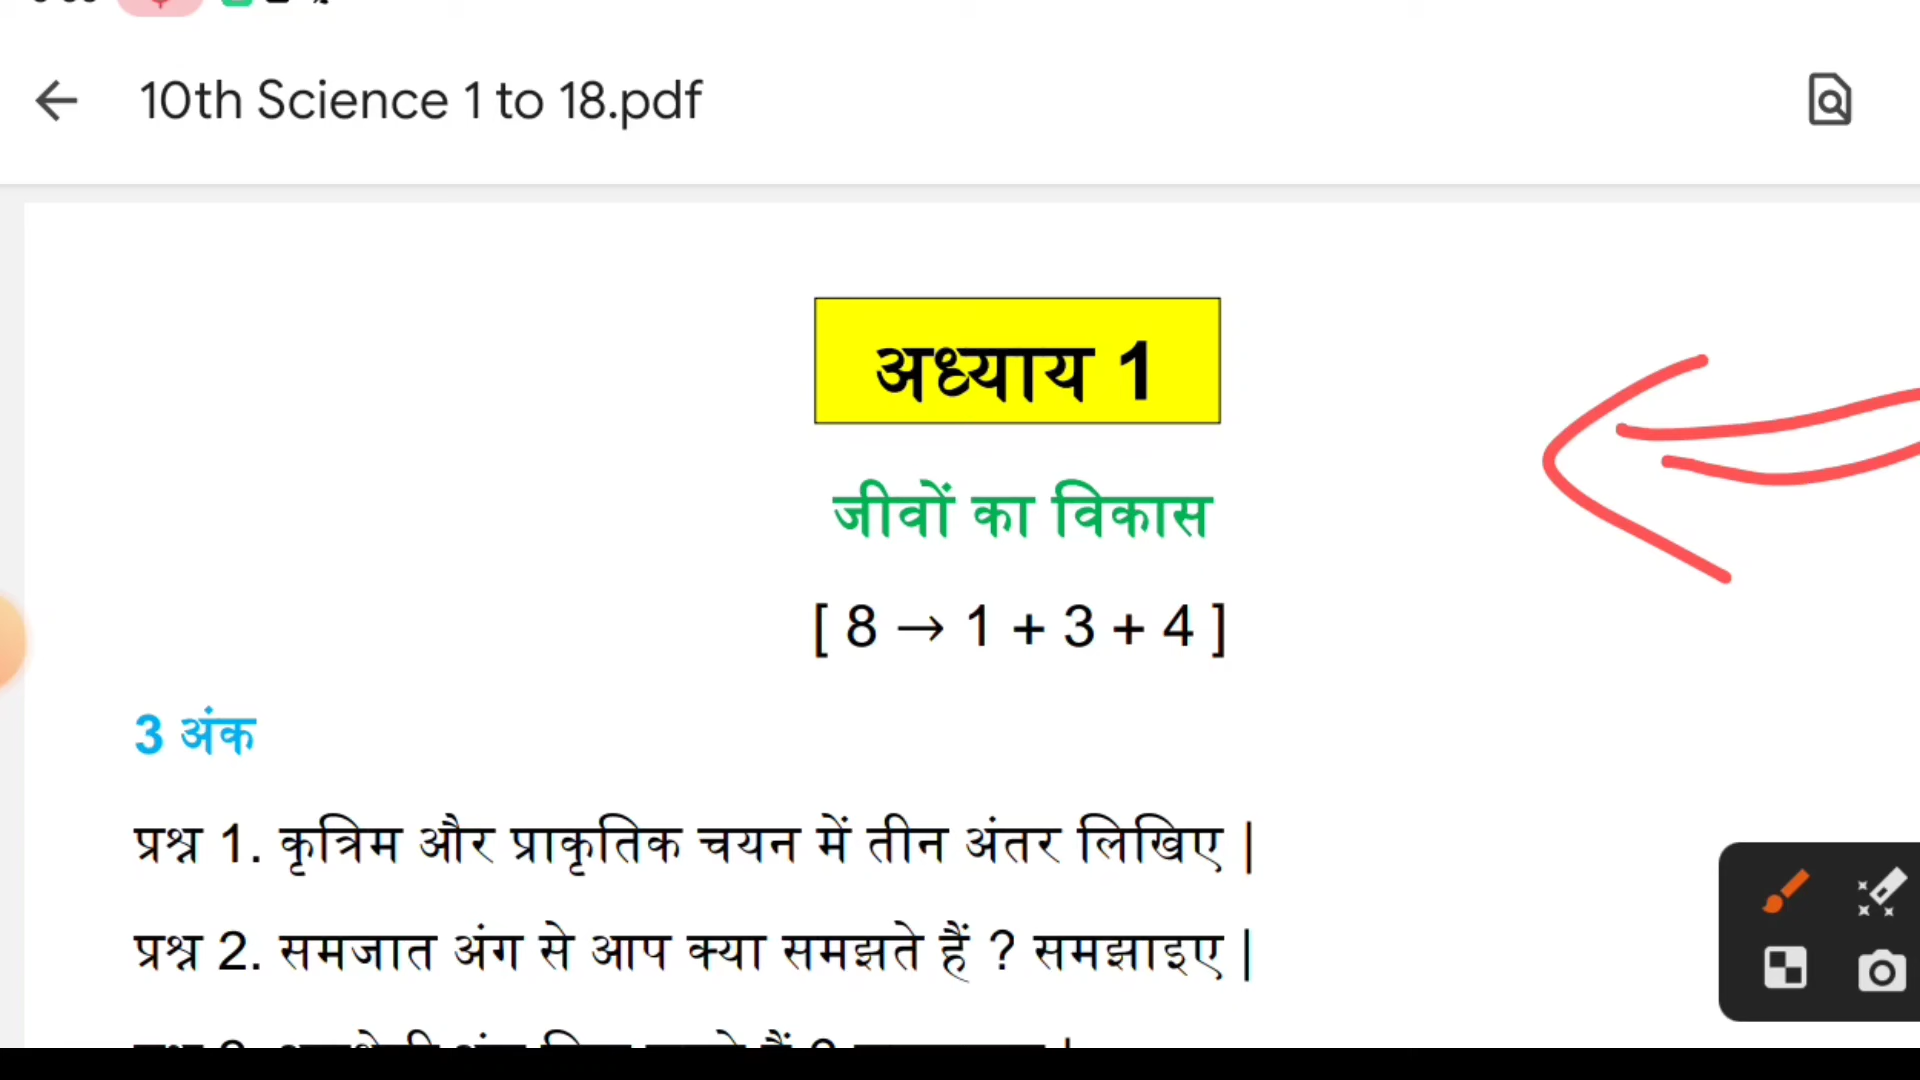 10th Science 1 to 18.pdf
अध्याय 1
जीवों का विकास
[ 8 → 1 + 3 + 4 ]
3 अंक
प्रश्न 1. कृत्रिम और प्राकृतिक चयन में तीन अंतर लिखिए |
प्रश्न 2. समजात अंग से आप क्या समझते हैं ? समझाइए |